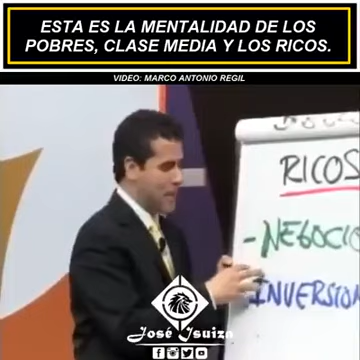 ESTA ES LA MENTALIDAD DE LOS
POBRES, CLASE MEDIA Y LOS RICOS.
VIDEO: MARCO ANTONIO REGIL
RICOS
- NEGOCIO
- INVERSION
José Isuiza